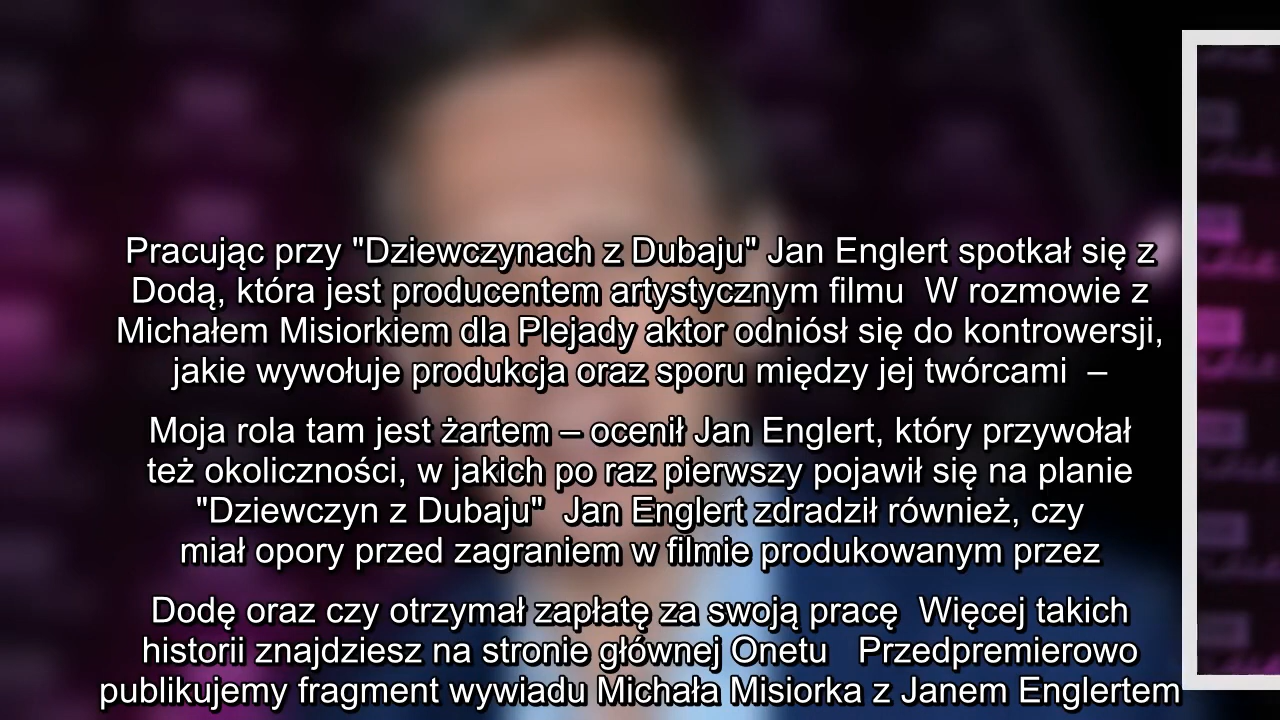 Pracując przy "Dziewczynach z Dubaju" Jan Englert spotkał się z
Dodą, która jest producentem artystycznym filmu  W rozmowie z
Michałem Misiorkiem dla Plejady aktor odniósł się do kontrowersji,
jakie wywołuje produkcja oraz sporu między jej twórcami  –
Moja rola tam jest żartem – ocenił Jan Englert, który przywołał
też okoliczności, w jakich po raz pierwszy pojawił się na planie
"Dziewczyn z Dubaju"  Jan Englert zdradził również, czy
miał opory przed zagraniem w filmie produkowanym przez
Dodę oraz czy otrzymał zapłatę za swoją pracę  Więcej takich
historii znajdziesz na stronie głównej Onetu   Przedpremierowo
publikujemy fragment wywiadu Michała Misiorka z Janem Englertem